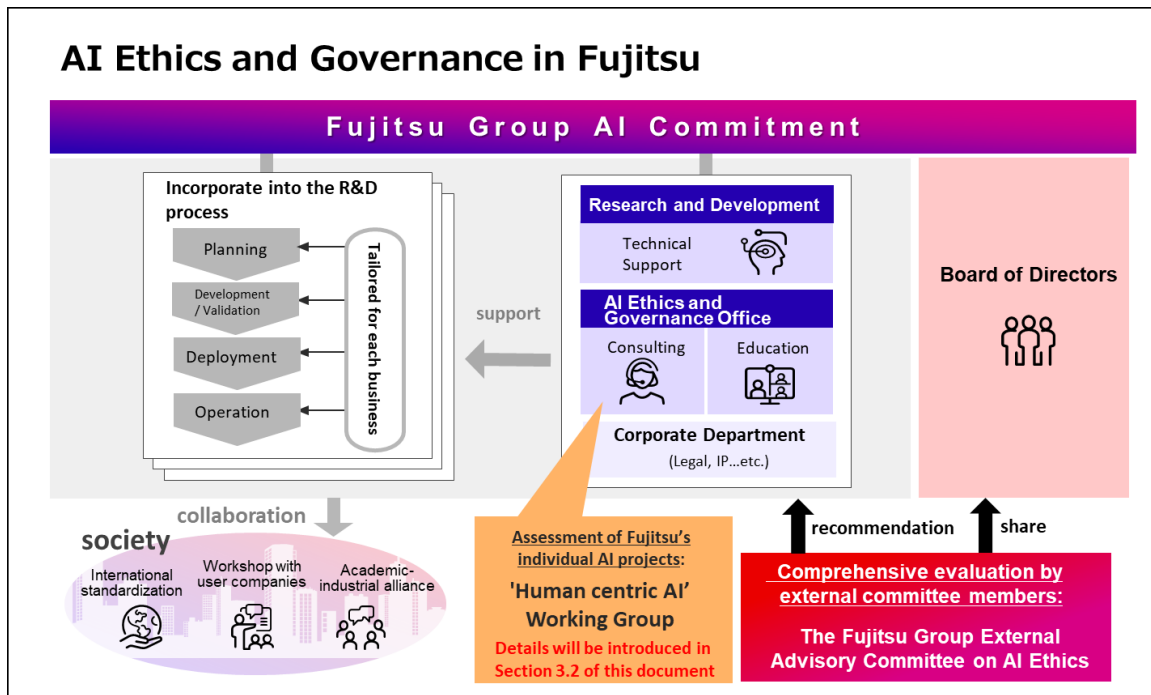 AI Ethics and Governance in Fujitsu
Fujitsu Group AI Commitment
Incorporate into the R&D
process
Planning
Development
/ Validation
Deployment
Operation
Tailored for each business
support
Research and Development
Technical
Support
AI Ethics and
Governance Office
Consulting
Education
Corporate Department
(Legal, IP…etc.)
Board of Directors
collaboration
society
International
standardization
Workshop with
user companies
Academic-
industrial alliance
Assessment of Fujitsu’s
individual AI projects:
'Human centric AI’
Working Group
Details will be introduced in
Section 3.2 of this document
recommendation
share
Comprehensive evaluation by
external committee members:
The Fujitsu Group External
Advisory Committee on AI Ethics